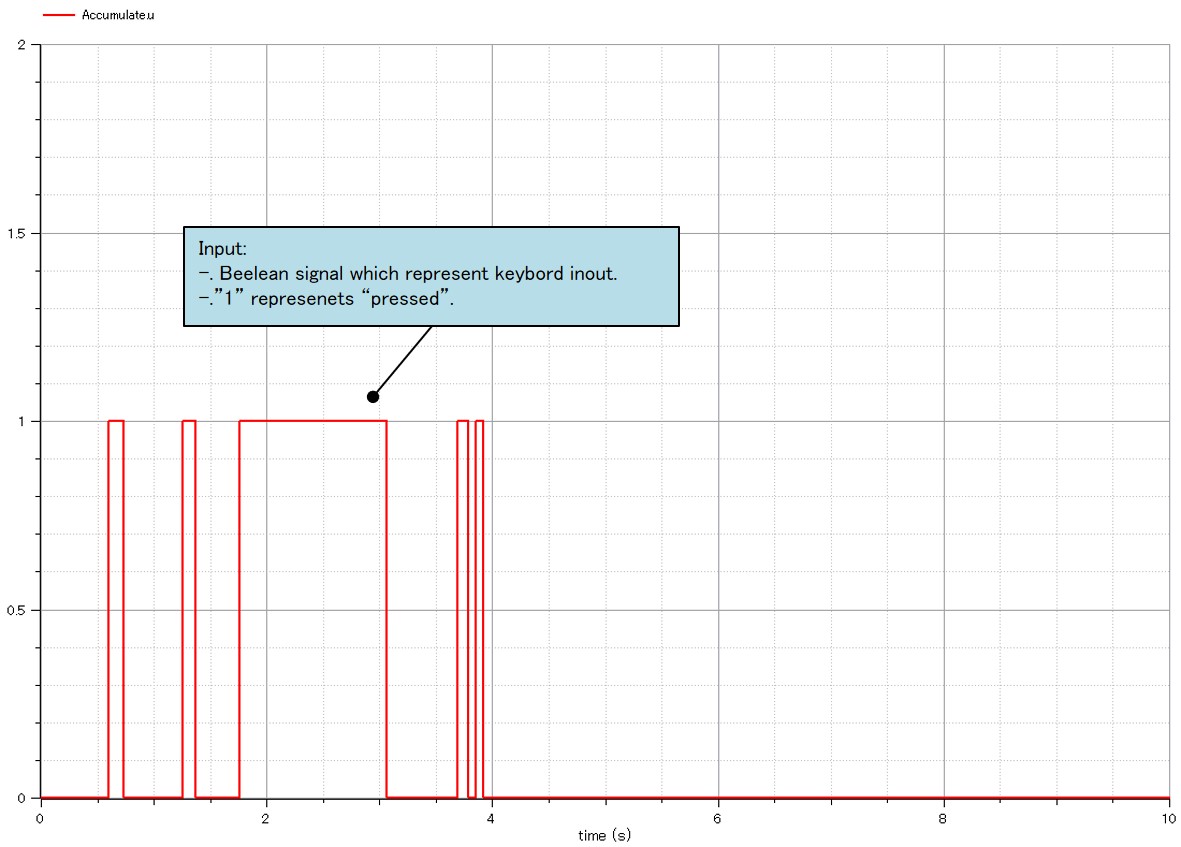 Accumulate.u
2
1.5
Input:
-. Beelean signal which represent keybord inout.
-.”1” represenets “pressed”.
1
0.5
0
0 2 4 6 8 10
time (s)